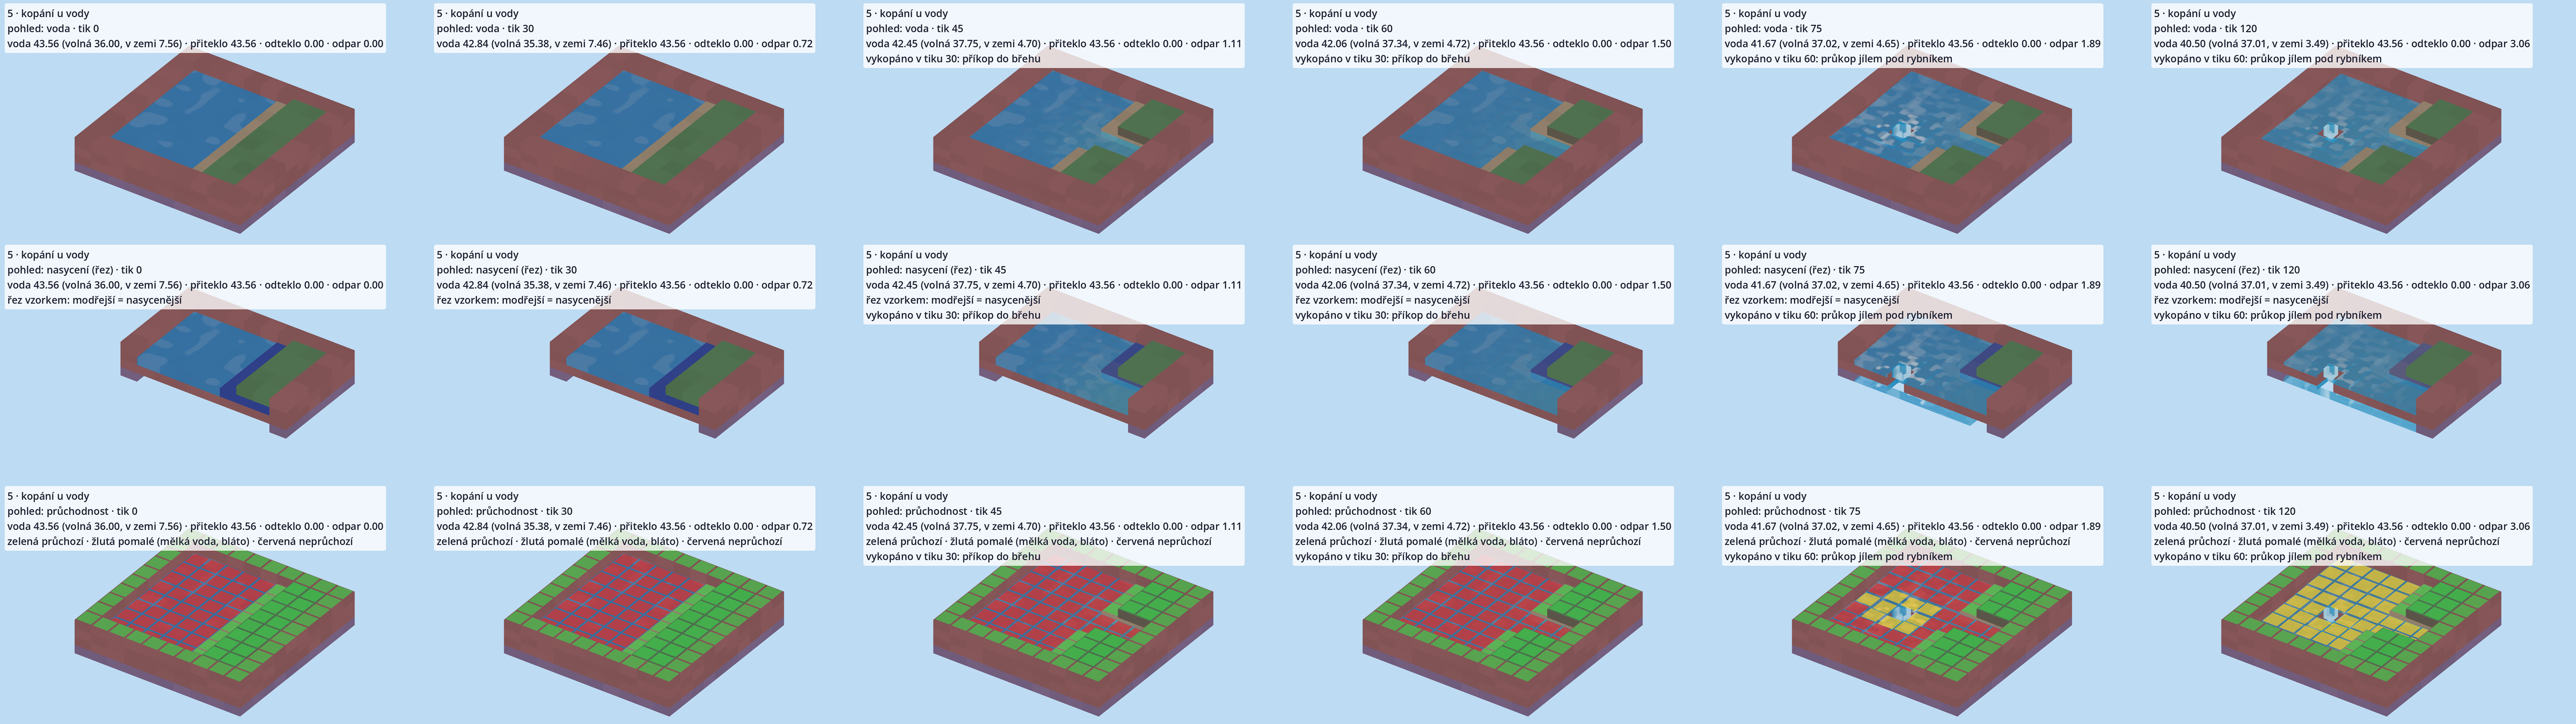 5 · kopání u vody
pohled: voda · tik 0
voda 43.56 (volná 36.00, v zemi 7.56) · přiteklo 43.56 · odteklo 0.00 · odpar 0.00
5 · kopání u vody
pohled: voda · tik 30
voda 42.84 (volná 35.38, v zemi 7.46) · přiteklo 43.56 · odteklo 0.00 · odpar 0.72
5 · kopání u vody
pohled: voda · tik 45
voda 42.45 (volná 37.75, v zemi 4.70) · přiteklo 43.56 · odteklo 0.00 · odpar 1.11
vykopáno v tiku 30: příkop do břehu
5 · kopání u vody
pohled: voda · tik 60
voda 42.06 (volná 37.34, v zemi 4.72) · přiteklo 43.56 · odteklo 0.00 · odpar 1.50
vykopáno v tiku 30: příkop do břehu
5 · kopání u vody
pohled: voda · tik 75
voda 41.67 (volná 37.02, v zemi 4.65) · přiteklo 43.56 · odteklo 0.00 · odpar 1.89
vykopáno v tiku 60: průkop jílem pod rybníkem
5 · kopání u vody
pohled: voda · tik 120
voda 40.50 (volná 37.01, v zemi 3.49) · přiteklo 43.56 · odteklo 0.00 · odpar 3.06
vykopáno v tiku 60: průkop jílem pod rybníkem
5 · kopání u vody
pohled: nasycení (řez) · tik 0
voda 43.56 (volná 36.00, v zemi 7.56) · přiteklo 43.56 · odteklo 0.00 · odpar 0.00
řez vzorkem: modřejší = nasycenější
5 · kopání u vody
pohled: nasycení (řez) · tik 30
voda 42.84 (volná 35.38, v zemi 7.46) · přiteklo 43.56 · odteklo 0.00 · odpar 0.72
řez vzorkem: modřejší = nasycenější
5 · kopání u vody
pohled: nasycení (řez) · tik 45
voda 42.45 (volná 37.75, v zemi 4.70) · přiteklo 43.56 · odteklo 0.00 · odpar 1.11
řez vzorkem: modřejší = nasycenější
vykopáno v tiku 30: příkop do břehu
5 · kopání u vody
pohled: nasycení (řez) · tik 60
voda 42.06 (volná 37.34, v zemi 4.72) · přiteklo 43.56 · odteklo 0.00 · odpar 1.50
řez vzorkem: modřejší = nasycenější
vykopáno v tiku 30: příkop do břehu
5 · kopání u vody
pohled: nasycení (řez) · tik 75
voda 41.67 (volná 37.02, v zemi 4.65) · přiteklo 43.56 · odteklo 0.00 · odpar 1.89
řez vzorkem: modřejší = nasycenější
vykopáno v tiku 60: průkop jílem pod rybníkem
5 · kopání u vody
pohled: nasycení (řez) · tik 120
voda 40.50 (volná 37.01, v zemi 3.49) · přiteklo 43.56 · odteklo 0.00 · odpar 3.06
řez vzorkem: modřejší = nasycenější
vykopáno v tiku 60: průkop jílem pod rybníkem
5 · kopání u vody
pohled: průchodnost · tik 0
voda 43.56 (volná 36.00, v zemi 7.56) · přiteklo 43.56 · odteklo 0.00 · odpar 0.00
zelená průchozí · žlutá pomalé (mělká voda, bláto) · červená neprůchozí
5 · kopání u vody
pohled: průchodnost · tik 30
voda 42.84 (volná 35.38, v zemi 7.46) · přiteklo 43.56 · odteklo 0.00 · odpar 0.72
zelená průchozí · žlutá pomalé (mělká voda, bláto) · červená neprůchozí
5 · kopání u vody
pohled: průchodnost · tik 45
voda 42.45 (volná 37.75, v zemi 4.70) · přiteklo 43.56 · odteklo 0.00 · odpar 1.11
zelená průchozí · žlutá pomalé (mělká voda, bláto) · červená neprůchozí
vykopáno v tiku 30: příkop do břehu
5 · kopání u vody
pohled: průchodnost · tik 60
voda 42.06 (volná 37.34, v zemi 4.72) · přiteklo 43.56 · odteklo 0.00 · odpar 1.50
zelená průchozí · žlutá pomalé (mělká voda, bláto) · červená neprůchozí
vykopáno v tiku 30: příkop do břehu
5 · kopání u vody
pohled: průchodnost · tik 75
voda 41.67 (volná 37.02, v zemi 4.65) · přiteklo 43.56 · odteklo 0.00 · odpar 1.89
zelená průchozí · žlutá pomalé (mělká voda, bláto) · červená neprůchozí
vykopáno v tiku 60: průkop jílem pod rybníkem
5 · kopání u vody
pohled: průchodnost · tik 120
voda 40.50 (volná 37.01, v zemi 3.49) · přiteklo 43.56 · odteklo 0.00 · odpar 3.06
zelená průchozí · žlutá pomalé (mělká voda, bláto) · červená neprůchozí
vykopáno v tiku 60: průkop jílem pod rybníkem